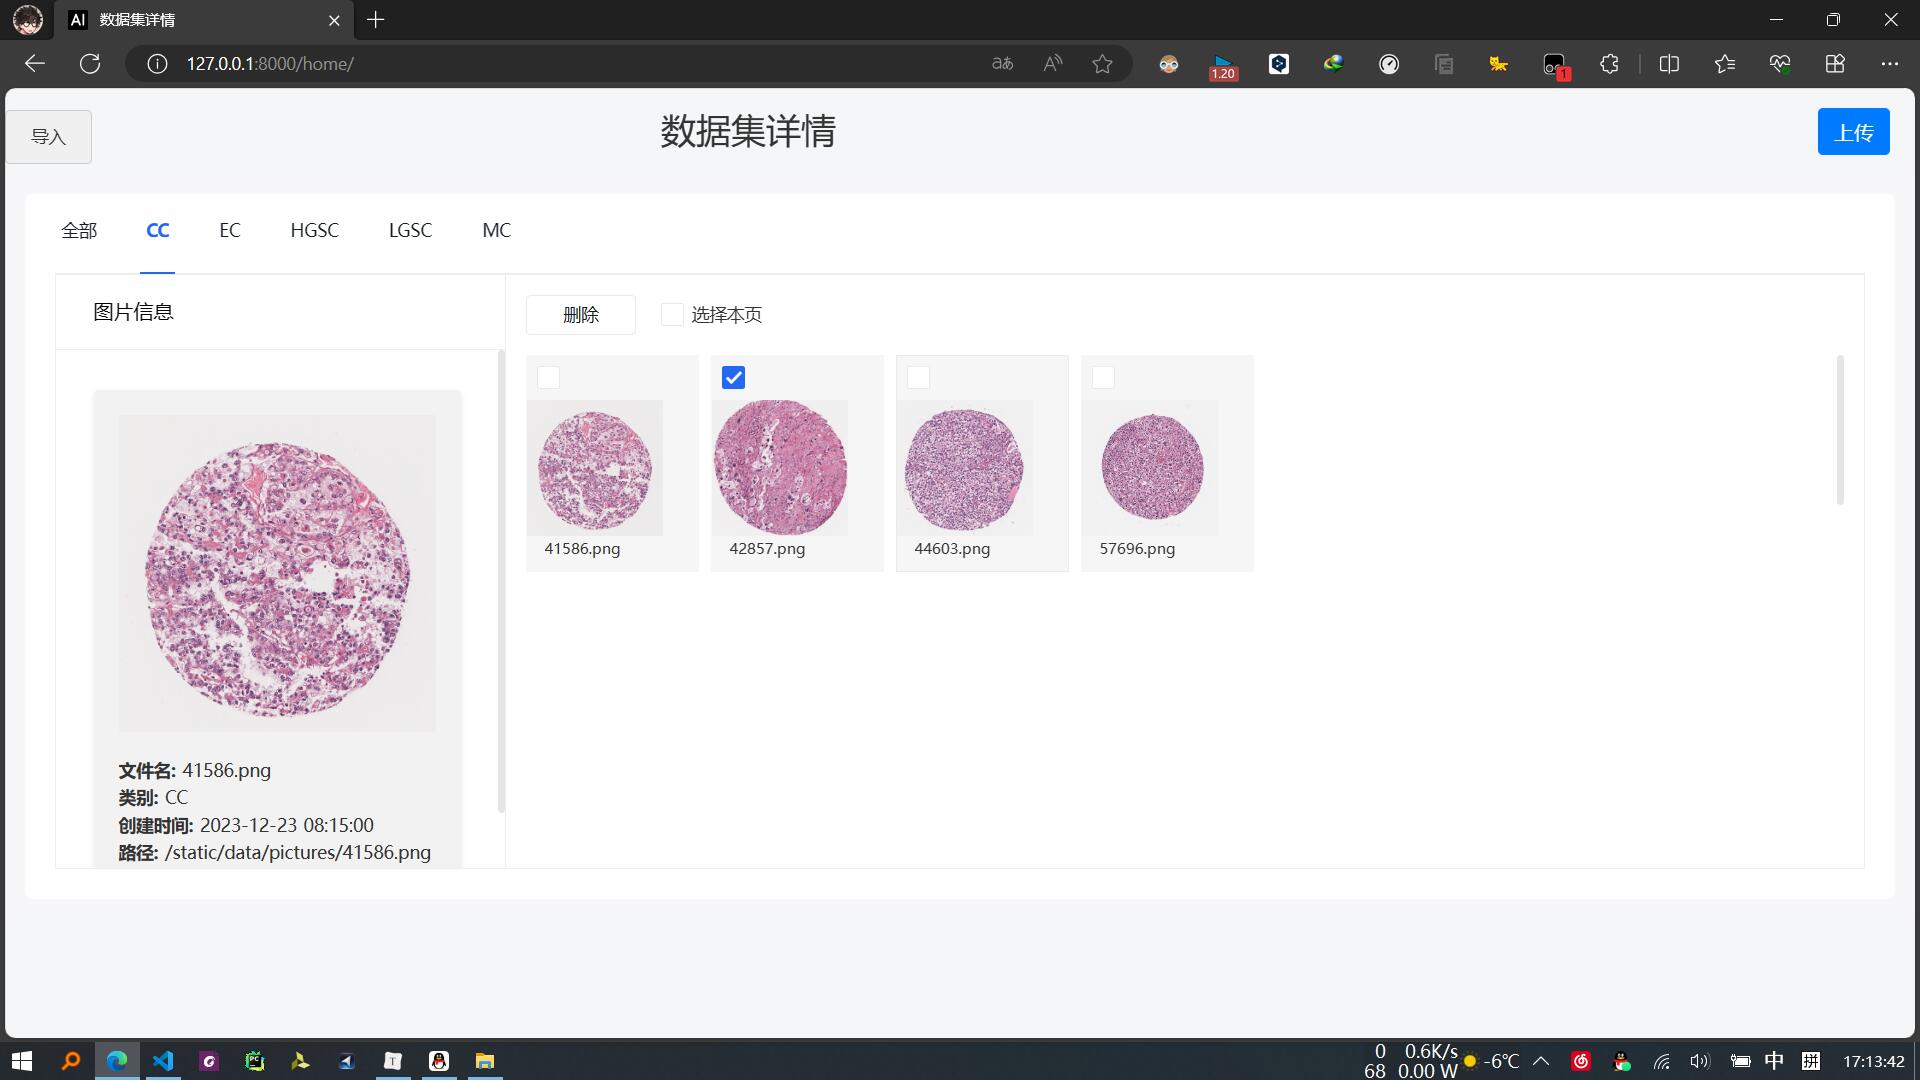 数据集详情
127.0.0.1:8000/home/
1.20
1
导入
数据集详情
上传
全部 CC EC HGSC LGSC MC
图片信息
删除 选择本页
41586.png 42857.png 44603.png 57696.png
文件名: 41586.png
类别: CC
创建时间: 2023-12-23 08:15:00
路径: /static/data/pictures/41586.png
0 0.6K/s
68 0.00 W
-6℃
中
拼
17:13:42